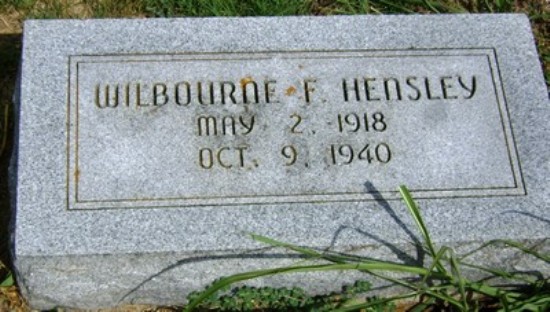 WILBOURNE F. HENSLEY
MAY 2, 1918
OCT. 9, 1940